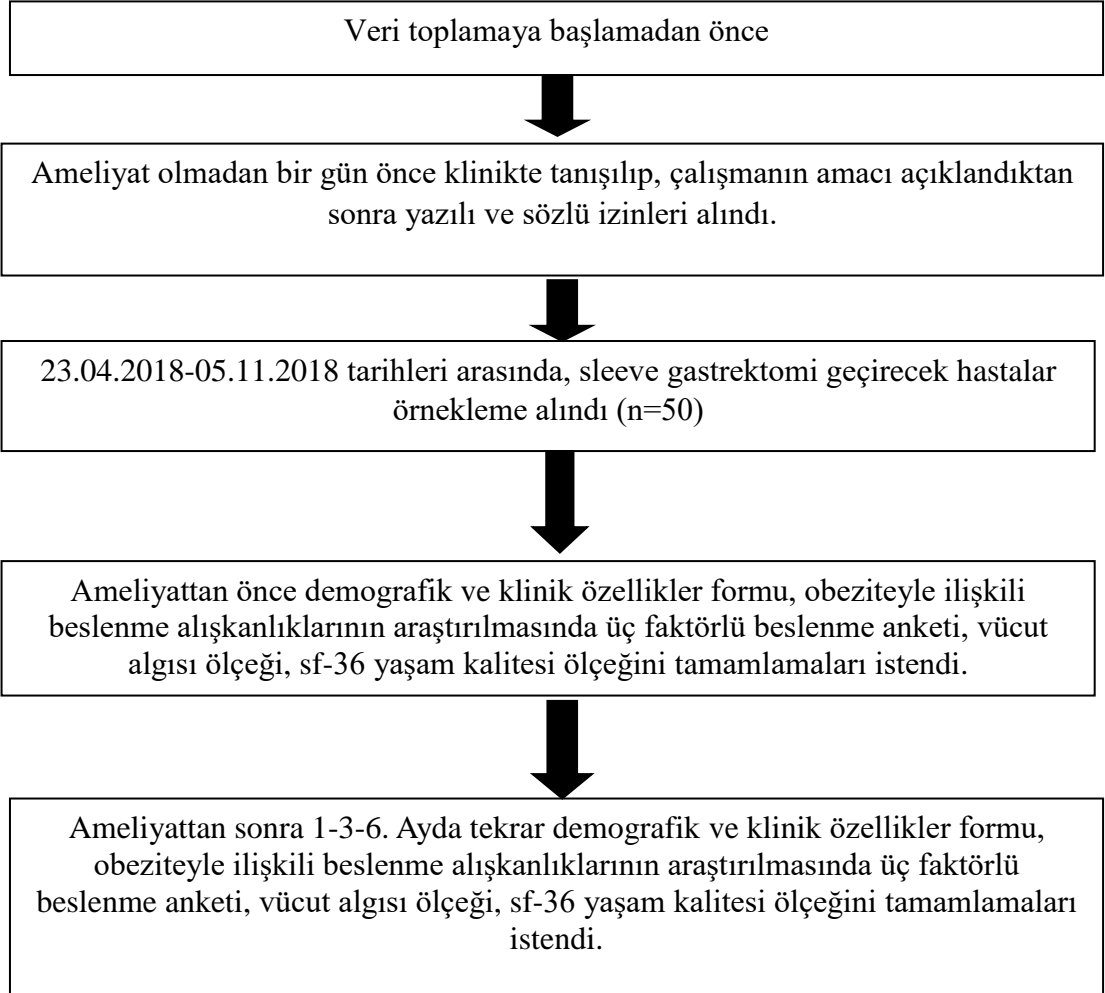 Veri toplamaya başlamadan önce
Ameliyat olmadan bir gün önce klinikte tanışılıp, çalışmanın amacı açıklandıktan
sonra yazılı ve sözlü izinleri alındı.
23.04.2018-05.11.2018 tarihleri arasında, sleeve gastrektomi geçirecek hastalar
örnekleme alındı (n=50)
Ameliyattan önce demografik ve klinik özellikler formu, obeziteyle ilişkili
beslenme alışkanlıklarının araştırılmasında üç faktörlü beslenme anketi, vücut
algısı ölçeği, sf-36 yaşam kalitesi ölçeğini tamamlamaları istendi.
Ameliyattan sonra 1-3-6. Ayda tekrar demografik ve klinik özellikler formu,
obeziteyle ilişkili beslenme alışkanlıklarının araştırılmasında üç faktörlü
beslenme anketi, vücut algısı ölçeği, sf-36 yaşam kalitesi ölçeğini tamamlamaları
istendi.